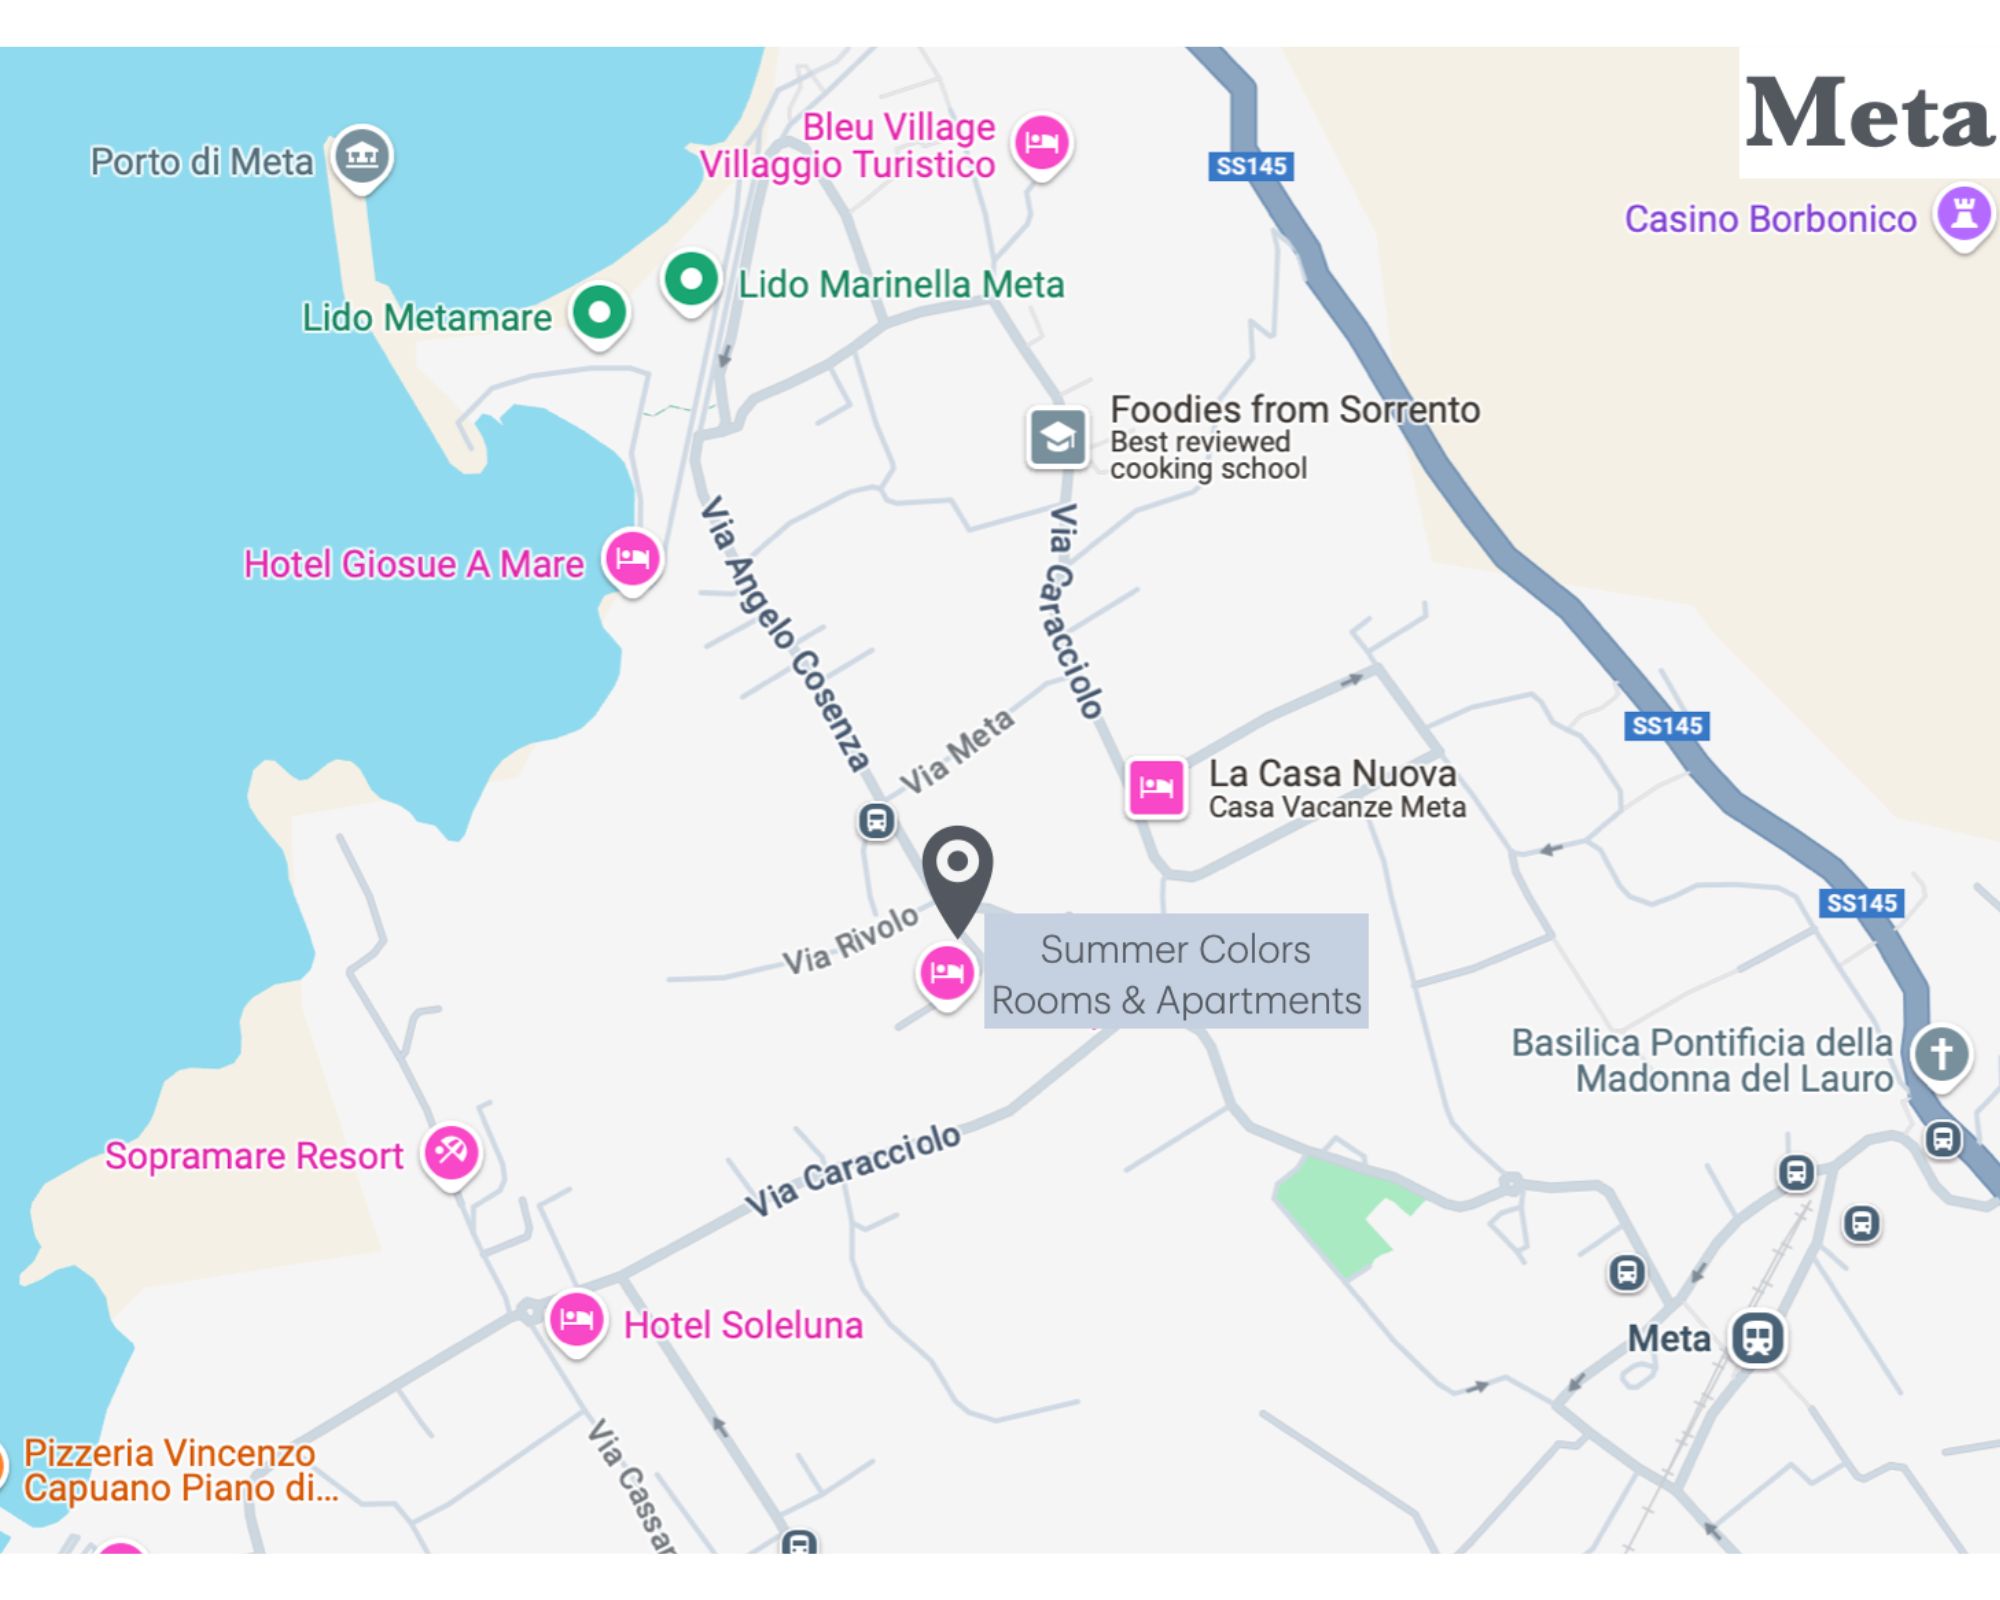 Meta
Porto di Meta
Bleu Village
Villaggio Turistico
SS145
Casino Borbonico
Lido Marinella Meta
Lido Metamare
Foodies from Sorrento
Best reviewed
cooking school
Via Angelo Cosenza
Via Caracciolo
Hotel Giosue A Mare
Via Meta
SS145
La Casa Nuova
Casa Vacanze Meta
SS145
Via Rivolo
Summer Colors
Rooms & Apartments
Basilica Pontificia della
Madonna del Lauro
Sopramare Resort
Via Caracciolo
Hotel Soleluna
Meta
Pizzeria Vincenzo
Capuano Piano di...
Via Cassan